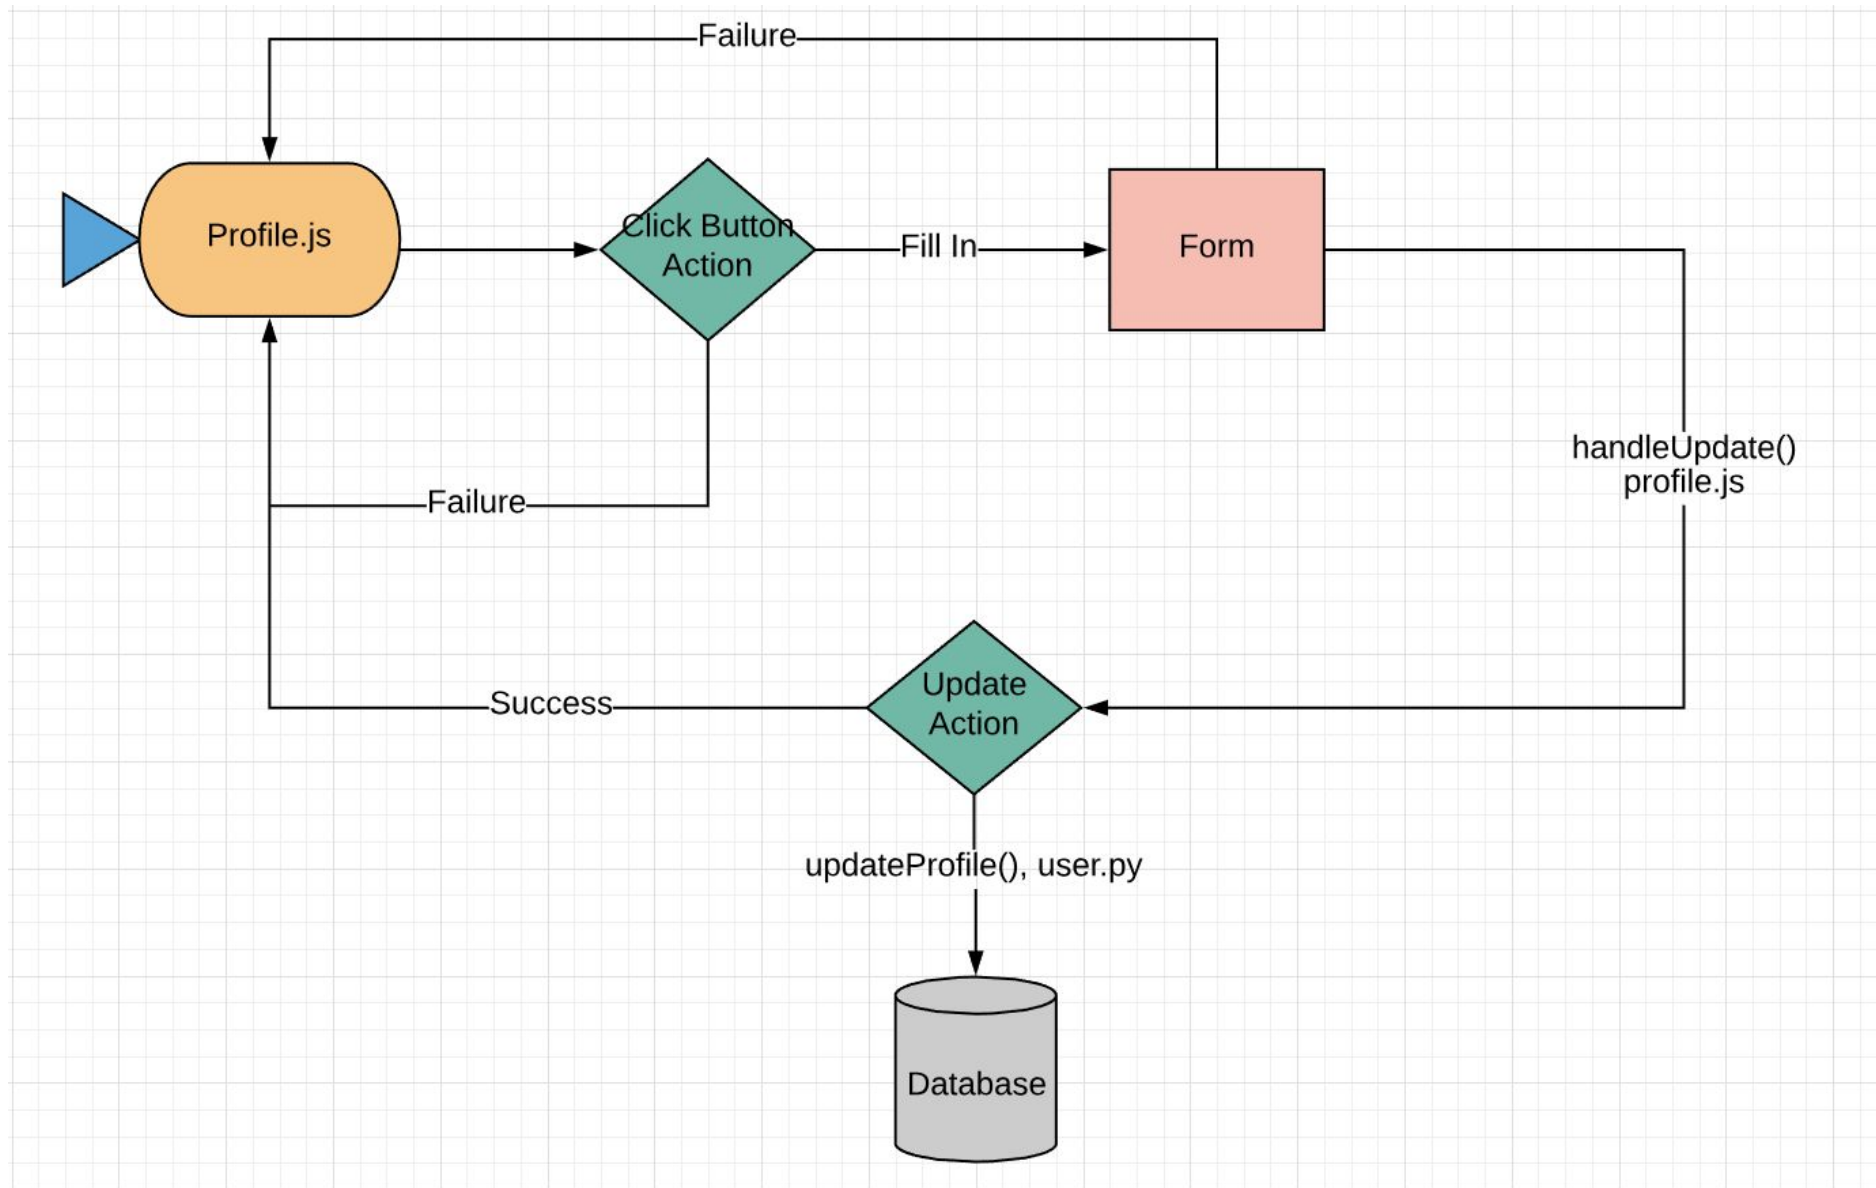 Failure
Profile.js
Click Button
Action
Fill In
Form
handleUpdate()
profile.js
Failure
Update
Action
Success
updateProfile(), user.py
Database